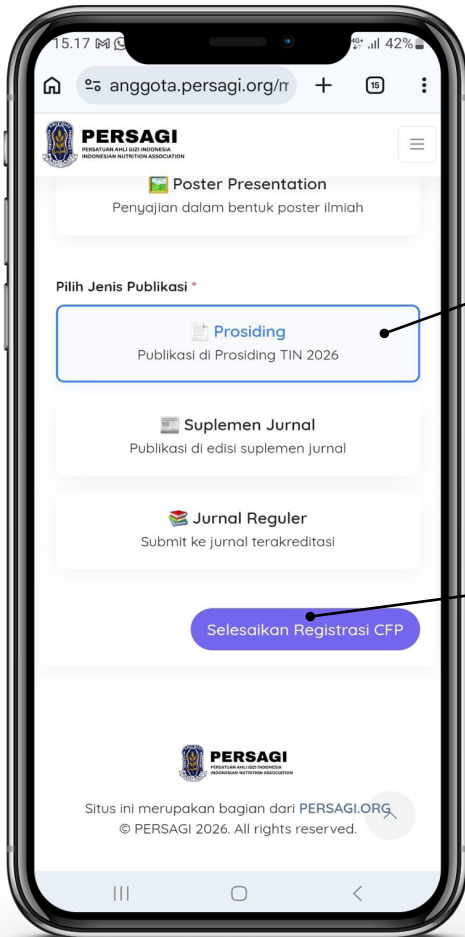 15.17
42%
anggota.persagi.org/m
15
PERSAGI
PERSATUAN AHLI GIZI INDONESIA
INDONESIAN NUTRITION ASSOCIATION
Poster Presentation
Penyajian dalam bentuk poster ilmiah
Pilih Jenis Publikasi *
Prosiding
Publikasi di Prosiding TIN 2026
Suplemen Jurnal
Publikasi di edisi suplemen jurnal
Jurnal Reguler
Submit ke jurnal terakreditasi
Selesaikan Registrasi CFP
PERSAGI
PERSATUAN AHLI GIZI INDONESIA
INDONESIAN NUTRITION ASSOCIATION
Situs ini merupakan bagian dari PERSAGI.ORG
© PERSAGI 2026. All rights reserved.